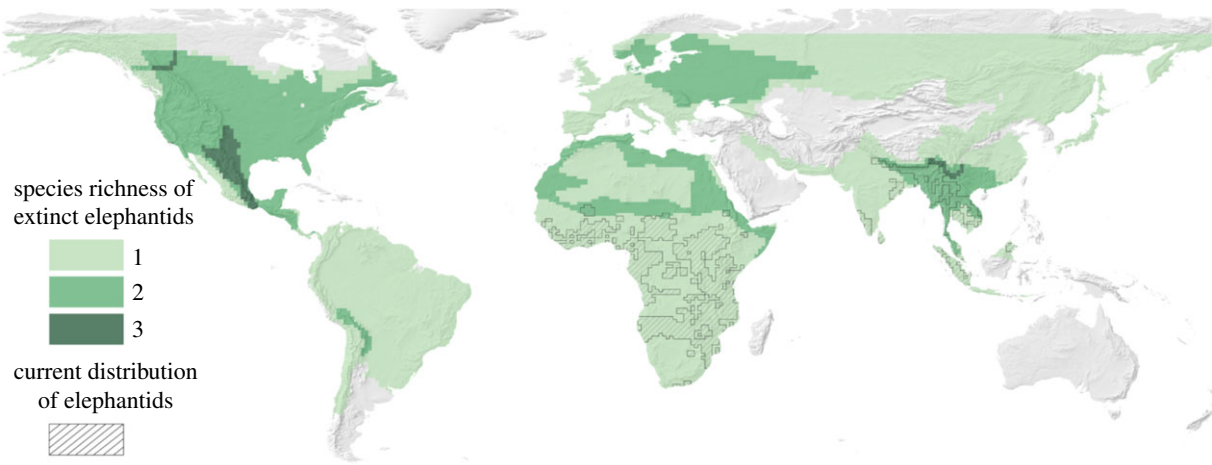 species richness of
extinct elephantids
1
2
3
current distribution
of elephantids